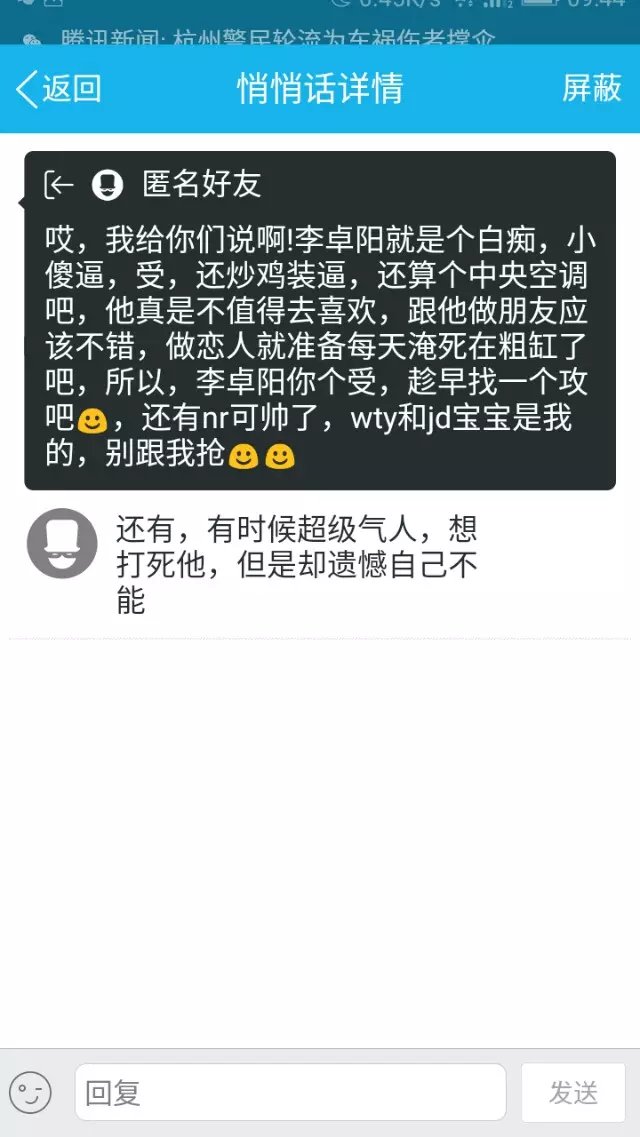 0.45K/s
09:44
腾讯新闻: 杭州警民轮流为车祸伤者撑伞
返回
悄悄话详情
屏蔽
匿名好友
哎，我给你们说啊!李卓阳就是个白痴，小
傻逼，受，还炒鸡装逼，还算个中央空调
吧，他真是不值得去喜欢，跟他做朋友应
该不错，做恋人就准备每天淹死在粗缸了
吧，所以，李卓阳你个受，趁早找一个攻
吧，还有nr可帅了，wty和jd宝宝是我
的，别跟我抢
还有，有时候超级气人，想
打死他，但是却遗憾自己不
能
回复
发送